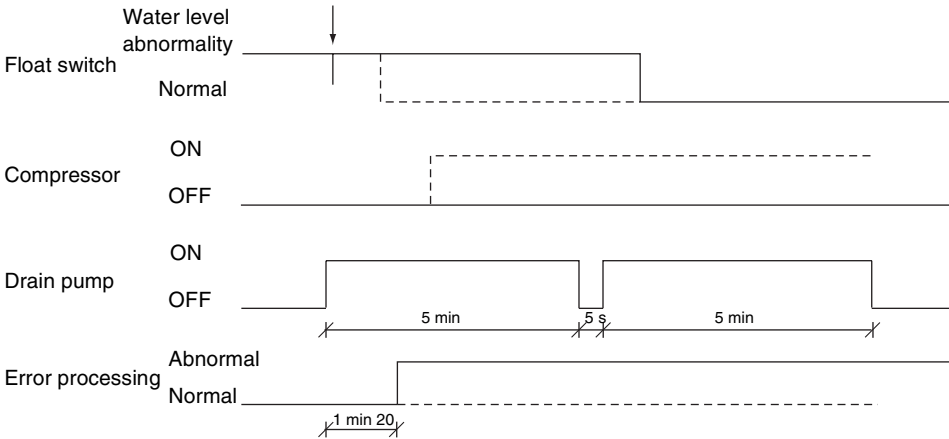 Water level
abnormality
Float switch
Normal
ON
Compressor
OFF
ON
Drain pump
OFF
5 min
5 s
5 min
Abnormal
Error processing
Normal
1 min 20